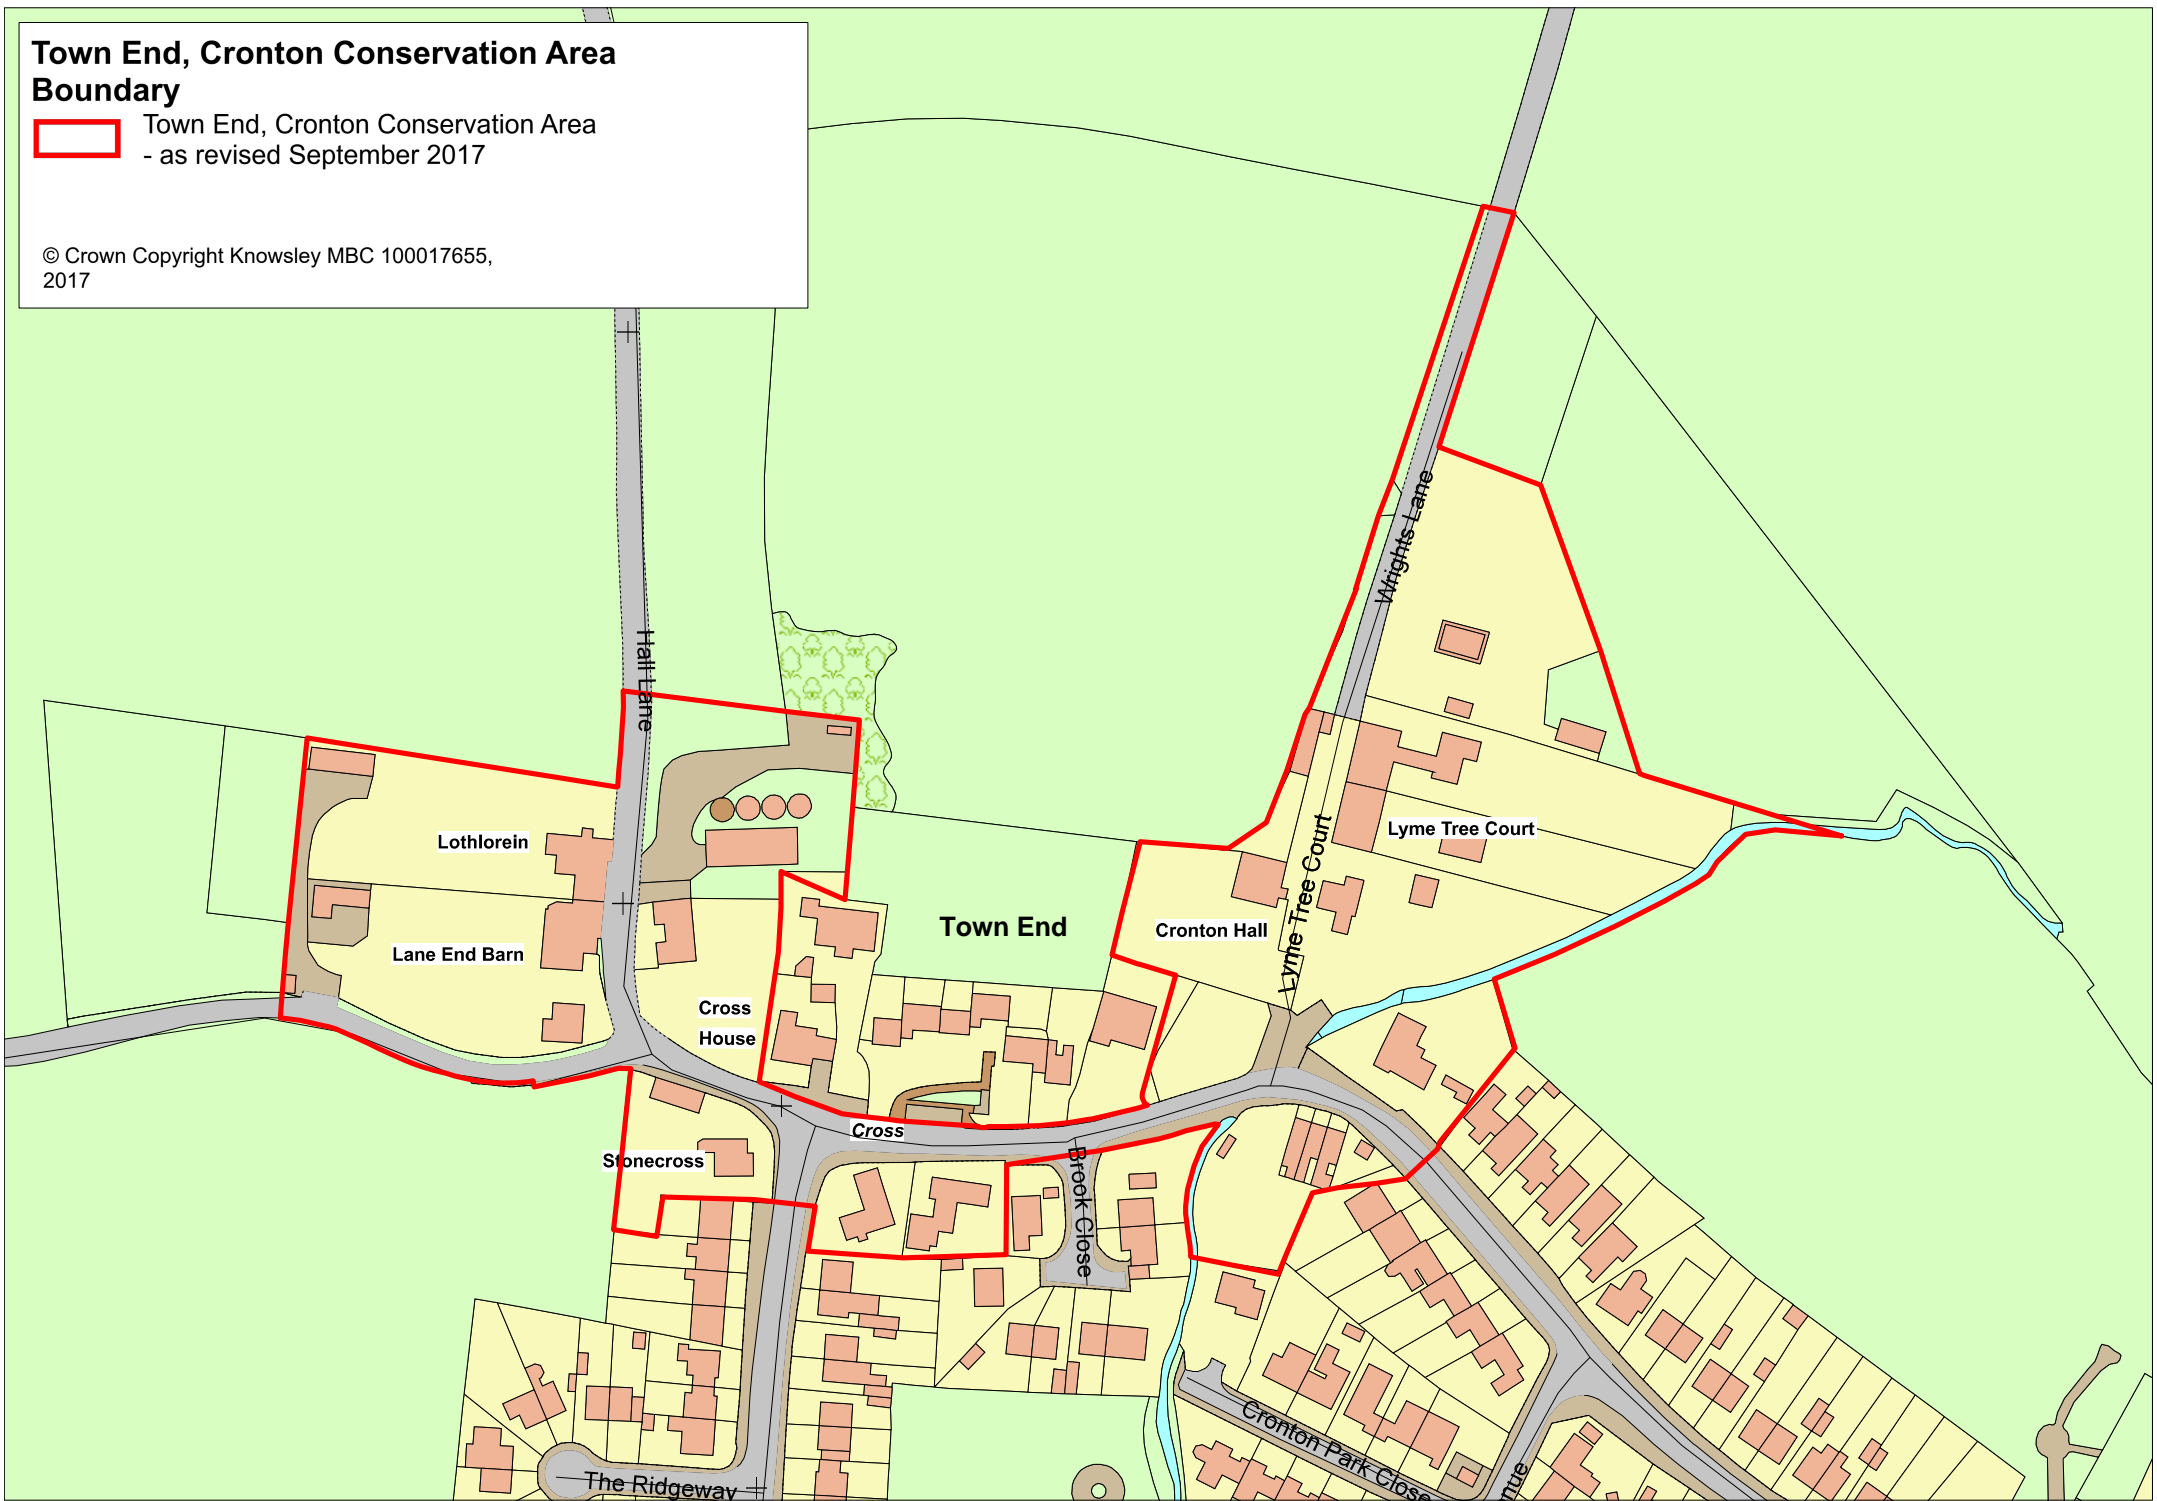 Town End, Cronton Conservation Area
Boundary
Town End, Cronton Conservation Area
- as revised September 2017
© Crown Copyright Knowsley MBC 100017655,
2017
Wrights Lane
Hall Lane
Lothlorein
Lyme Tree Court
Lyme Tree Court
Town End
Cronton Hall
Lane End Barn
Cross
House
Cross
Stonecross
Brook Close
Cronton Park Close
The Ridgeway
nue